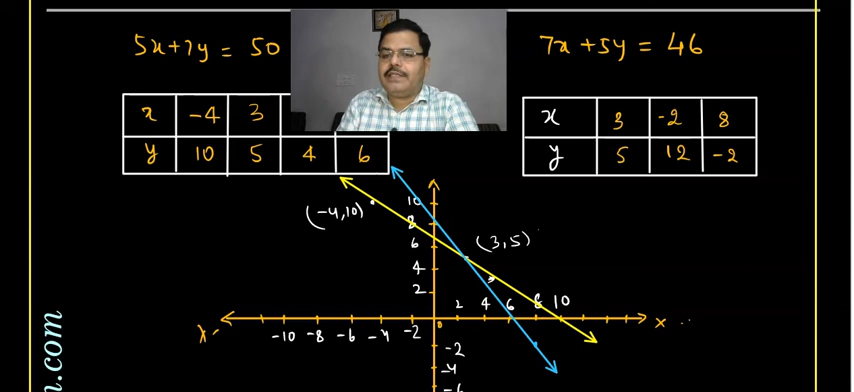 5x+7y = 50
7x+5y = 46
x -4 3
y 10 5 4 6
x 3 -2 8
y 5 12 -2
(-4,10)
(3,5)
10
8
6
4
2
2 4 6 8 10
x
-10 -8 -6 -4 -2 0 x
-2
-4
-6
.com